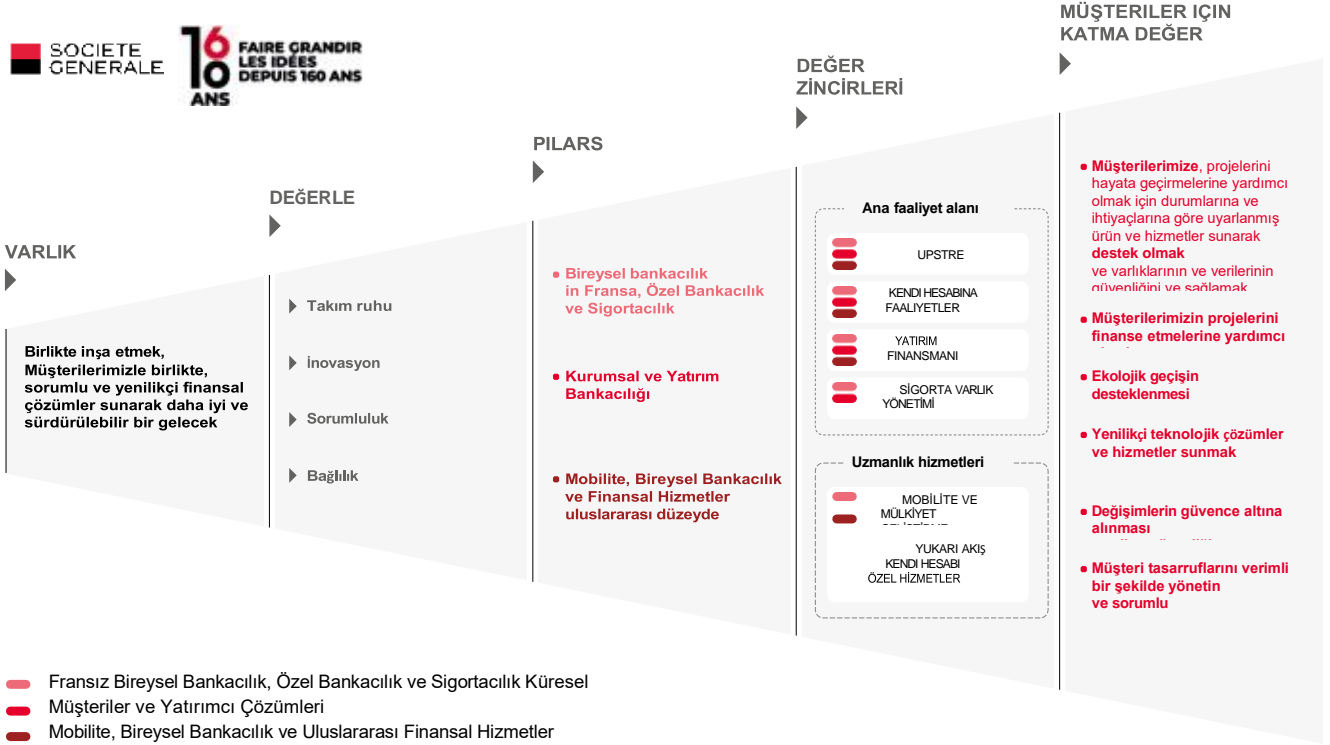 SOCIETE
GENERALE
160
ANS
FAIRE GRANDIR
LES IDÉES
DEPUIS 160 ANS
VARLIK
Birlikte inşa etmek,
Müşterilerimizle birlikte,
sorumlu ve yenilikçi finansal
çözümler sunarak daha iyi ve
sürdürülebilir bir gelecek
DEĞERLE
Takım ruhu
İnovasyon
Sorumluluk
Bağlılık
PILARS
Bireysel bankacılık
in Fransa, Özel Bankacılık
ve Sigortacılık
Kurumsal ve Yatırım
Bankacılığı
Mobilite, Bireysel Bankacılık
ve Finansal Hizmetler
uluslararası düzeyde
DEĞER
ZİNCİRLERİ
Ana faaliyet alanı
UPSTRE
KENDI HESABINA
FAALIYETLER
YATIRIM
FINANSMANI
SİGORTA VARLIK
YÖNETİMİ
Uzmanlık hizmetleri
MOBİLİTE VE
MÜLKİYET
YUKARI AKIŞ
KENDI HESABI
ÖZEL HİZMETLER
MÜŞTERİLER IÇIN
KATMA DEĞER
Müşterilerimize, projelerini
hayata geçirmelerine yardımcı
olmak için durumlarına ve
ihtiyaçlarına göre uyarlanmış
ürün ve hizmetler sunarak
destek olmak
ve varlıklarının ve verilerinin
güvenliğini ve sağlamak
Müşterilerimizin projelerini
finanse etmelerine yardımcı
Ekolojik geçişin
desteklenmesi
Yenilikçi teknolojik çözümler
ve hizmetler sunmak
Değişimlerin güvence altına
alınması
Müşteri tasarruflarını verimli
bir şekilde yönetin
ve sorumlu
Fransız Bireysel Bankacılık, Özel Bankacılık ve Sigortacılık Küresel
Müşteriler ve Yatırımcı Çözümleri
Mobilite, Bireysel Bankacılık ve Uluslararası Finansal Hizmetler